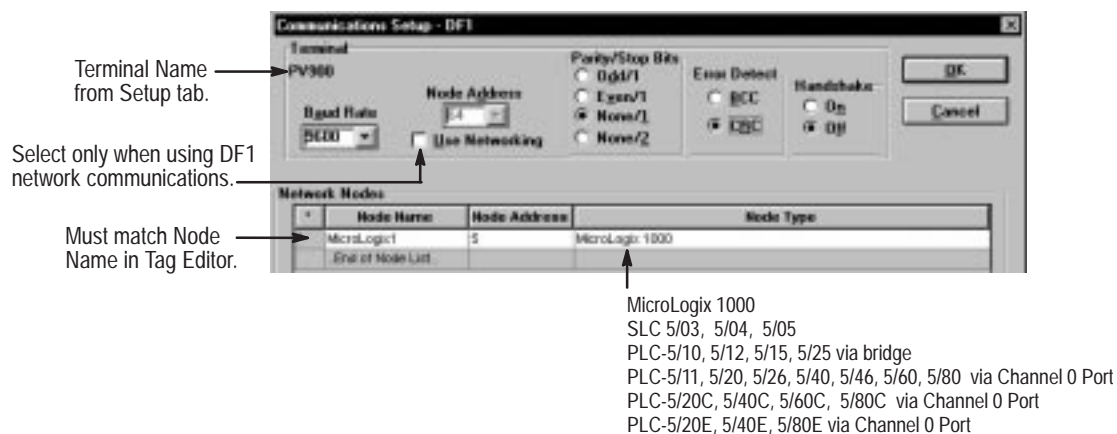 Communications Setup - DF1
Terminal
PV900
Terminal Name
from Setup tab.
Baud Rate
9600
Node Address
64
Use Networking
Parity/Stop Bits
Odd/1
Even/1
None/1
None/2
Error Detect
BCC
CRC
Handshake
On
Off
OK
Cancel
Select only when using DF1
network communications.
Network Nodes
* Node Name Node Address Node Type
MicroLogix1 5 MicroLogix 1000
End of Node List
Must match Node
Name in Tag Editor.
MicroLogix 1000
SLC 5/03, 5/04, 5/05
PLC-5/10, 5/12, 5/15, 5/25 via bridge
PLC-5/11, 5/20, 5/26, 5/40, 5/46, 5/60, 5/80 via Channel 0 Port
PLC-5/20C, 5/40C, 5/60C, 5/80C via Channel 0 Port
PLC-5/20E, 5/40E, 5/80E via Channel 0 Port